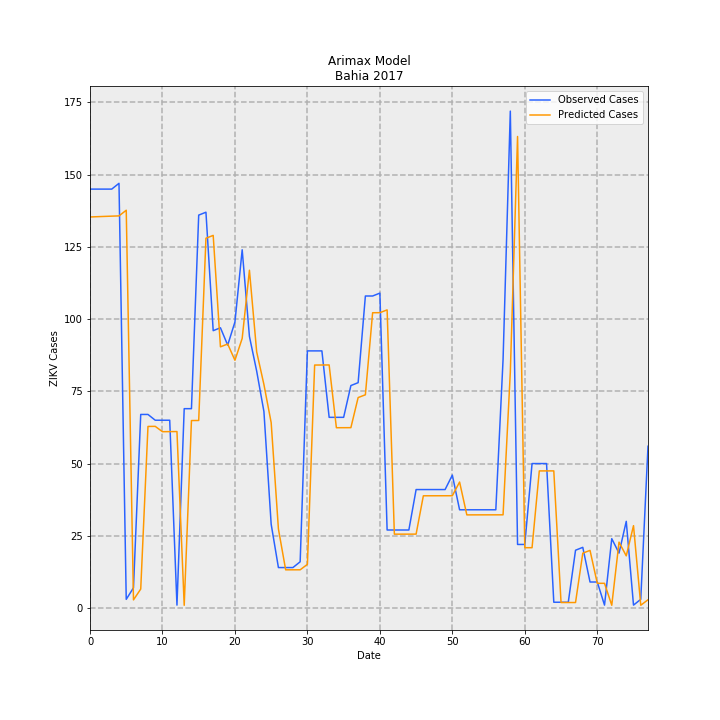 Arimax Model
Bahia 2017
Observed Cases
Predicted Cases
175
150
125
100
75
50
25
0
ZIKV Cases
0 10 20 30 40 50 60 70
Date